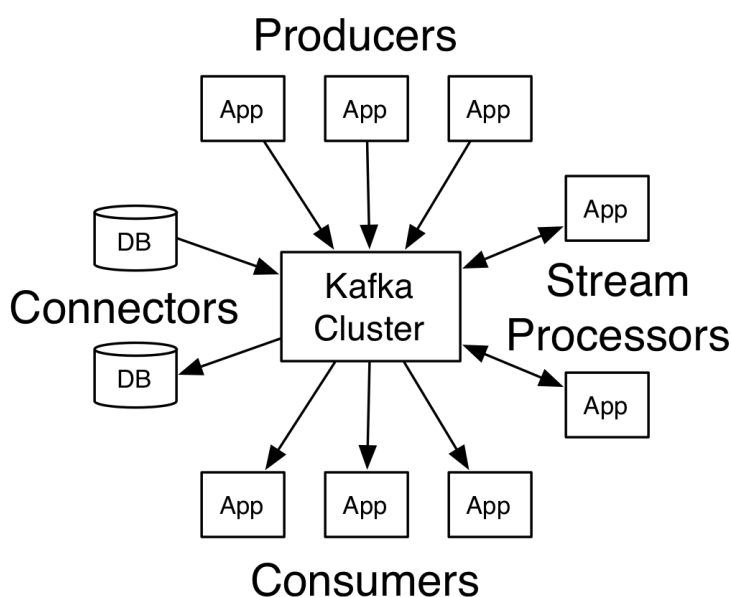 Producers
App
App
App
App
DB
Kafka
Cluster
Stream
Processors
Connectors
DB
App
App
App
App
Consumers